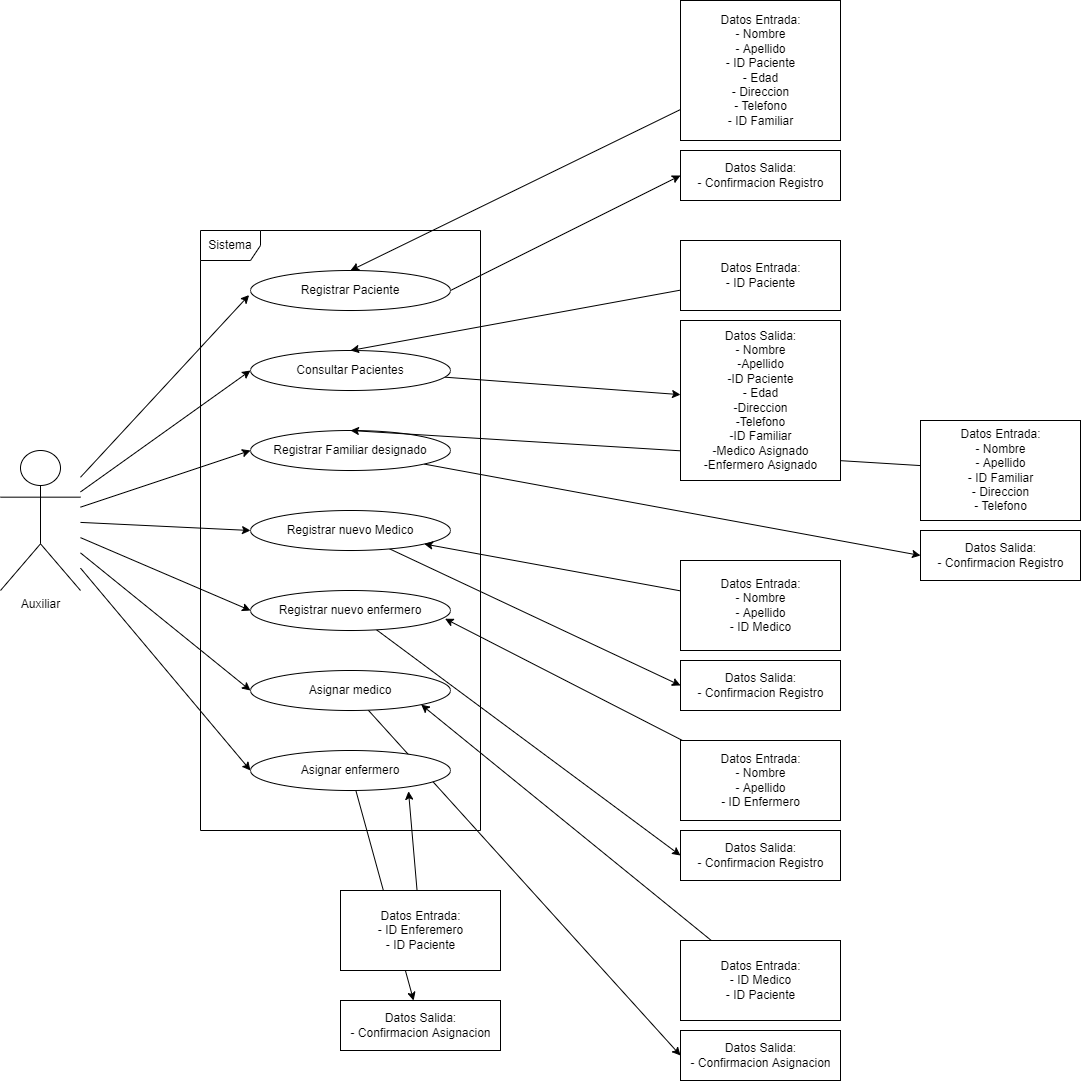 Datos Entrada:
- Nombre
- Apellido
- ID Paciente
- Edad
- Direccion
- Telefono
- ID Familiar
Datos Salida:
- Confirmacion Registro
Sistema
Registrar Paciente
Datos Entrada:
- ID Paciente
Consultar Pacientes
Datos Salida:
- Nombre
-Apellido
-ID Paciente
- Edad
-Direccion
-Telefono
-ID Familiar
-Medico Asignado
-Enfermero Asignado
Registrar Familiar designado
Datos Entrada:
- Nombre
- Apellido
- ID Familiar
- Direccion
- Telefono
Datos Salida:
- Confirmacion Registro
Registrar nuevo Medico
Datos Entrada:
- Nombre
- Apellido
- ID Medico
Auxiliar
Registrar nuevo enfermero
Datos Salida:
- Confirmacion Registro
Asignar medico
Datos Entrada:
- Nombre
- Apellido
- ID Enfermero
Asignar enfermero
Datos Salida:
- Confirmacion Registro
Datos Entrada:
- ID Enferemero
- ID Paciente
Datos Entrada:
- ID Medico
- ID Paciente
Datos Salida:
- Confirmacion Asignacion
Datos Salida:
- Confirmacion Asignacion